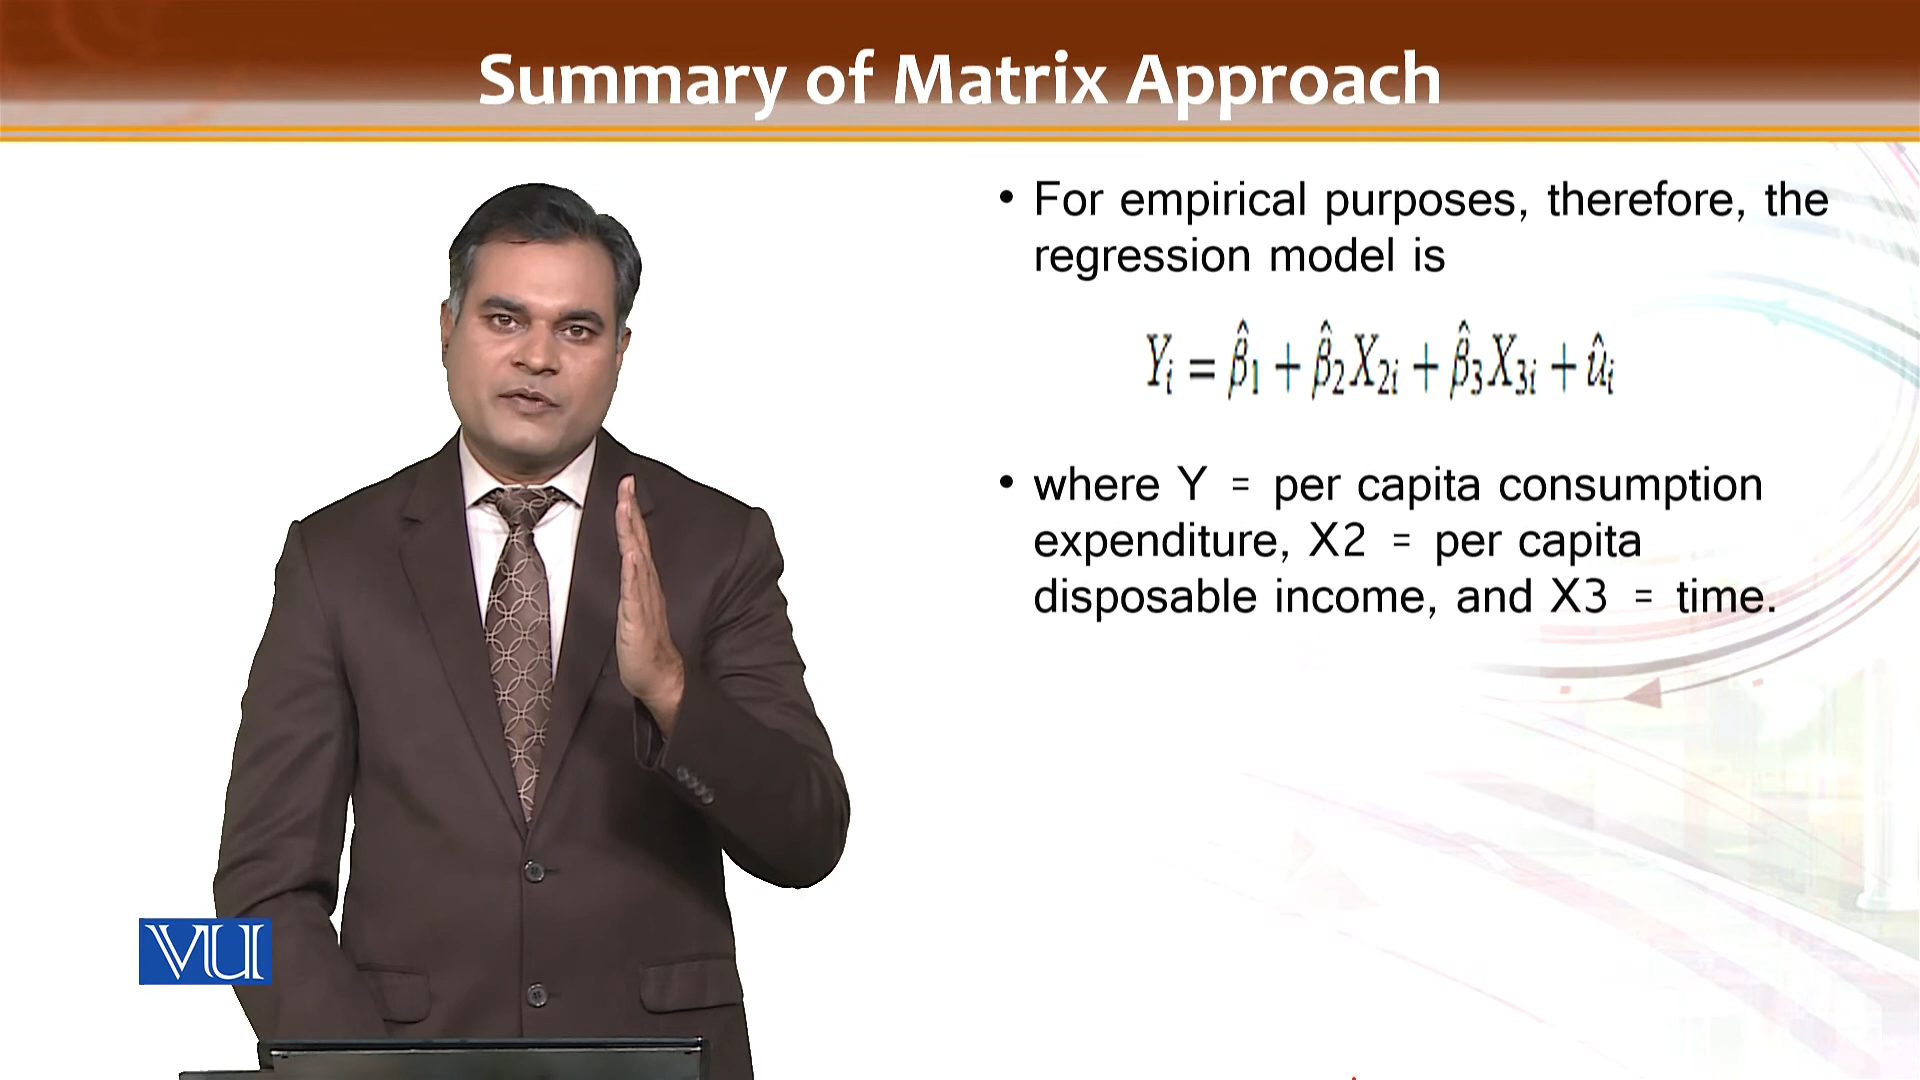 Summary of Matrix Approach
• For empirical purposes, therefore, the
regression model is
Yᵢ = β̂₁ + β̂₂X₂ᵢ + β̂₃X₃ᵢ + ûᵢ
• where Y = per capita consumption
expenditure, X2 = per capita
disposable income, and X3 = time.
VU